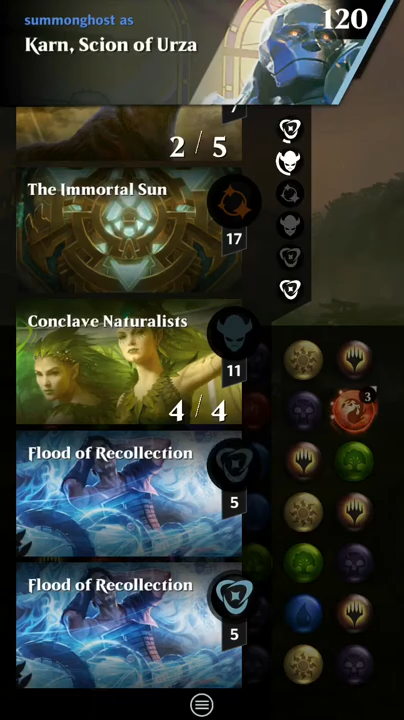 summonghost as
120
Karn, Scion of Urza
7
2 / 5
The Immortal Sun
17
Conclave Naturalists
11
4 / 4
3
Flood of Recollection
5
Flood of Recollection
5